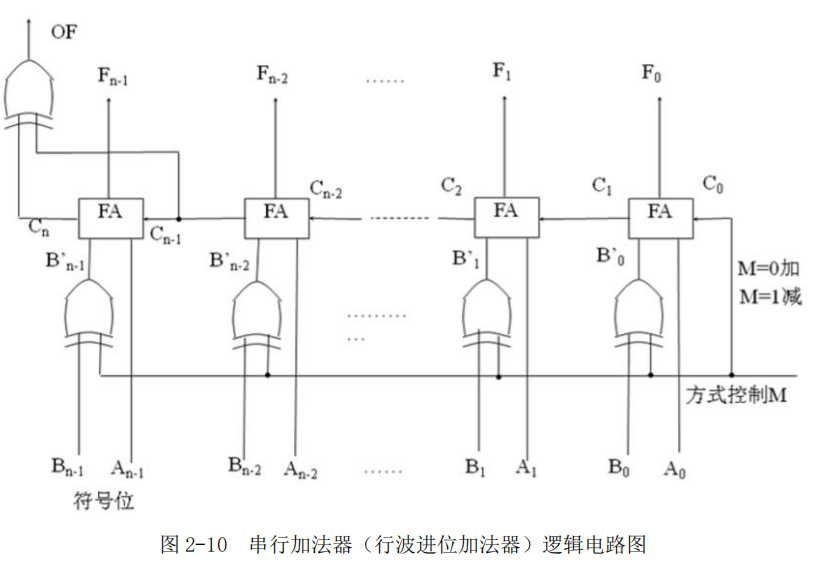 OF
Fn-1 Fn-2 …… F1 F0
Cn-2 C2 C1 C0
FA FA FA FA
Cn Cn-1
B'n-1 B'n-2 B'1 B'0
M=0加
M=1减
………
…
方式控制M
Bn-1 An-1 Bn-2 An-2 …… B1 A1 B0 A0
符号位
图 2-10 串行加法器（行波进位加法器）逻辑电路图